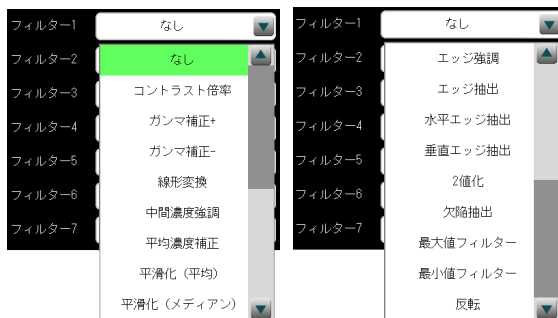 フィルター1
なし
フィルター2
フィルター3
フィルター4
フィルター5
フィルター6
フィルター7
なし
コントラスト倍率
ガンマ補正+
ガンマ補正-
線形変換
中間濃度強調
平均濃度補正
平滑化（平均）
平滑化（メディアン）
フィルター1
なし
フィルター2
フィルター3
フィルター4
フィルター5
フィルター6
フィルター7
エッジ強調
エッジ抽出
水平エッジ抽出
垂直エッジ抽出
2値化
欠陥抽出
最大値フィルター
最小値フィルター
反転